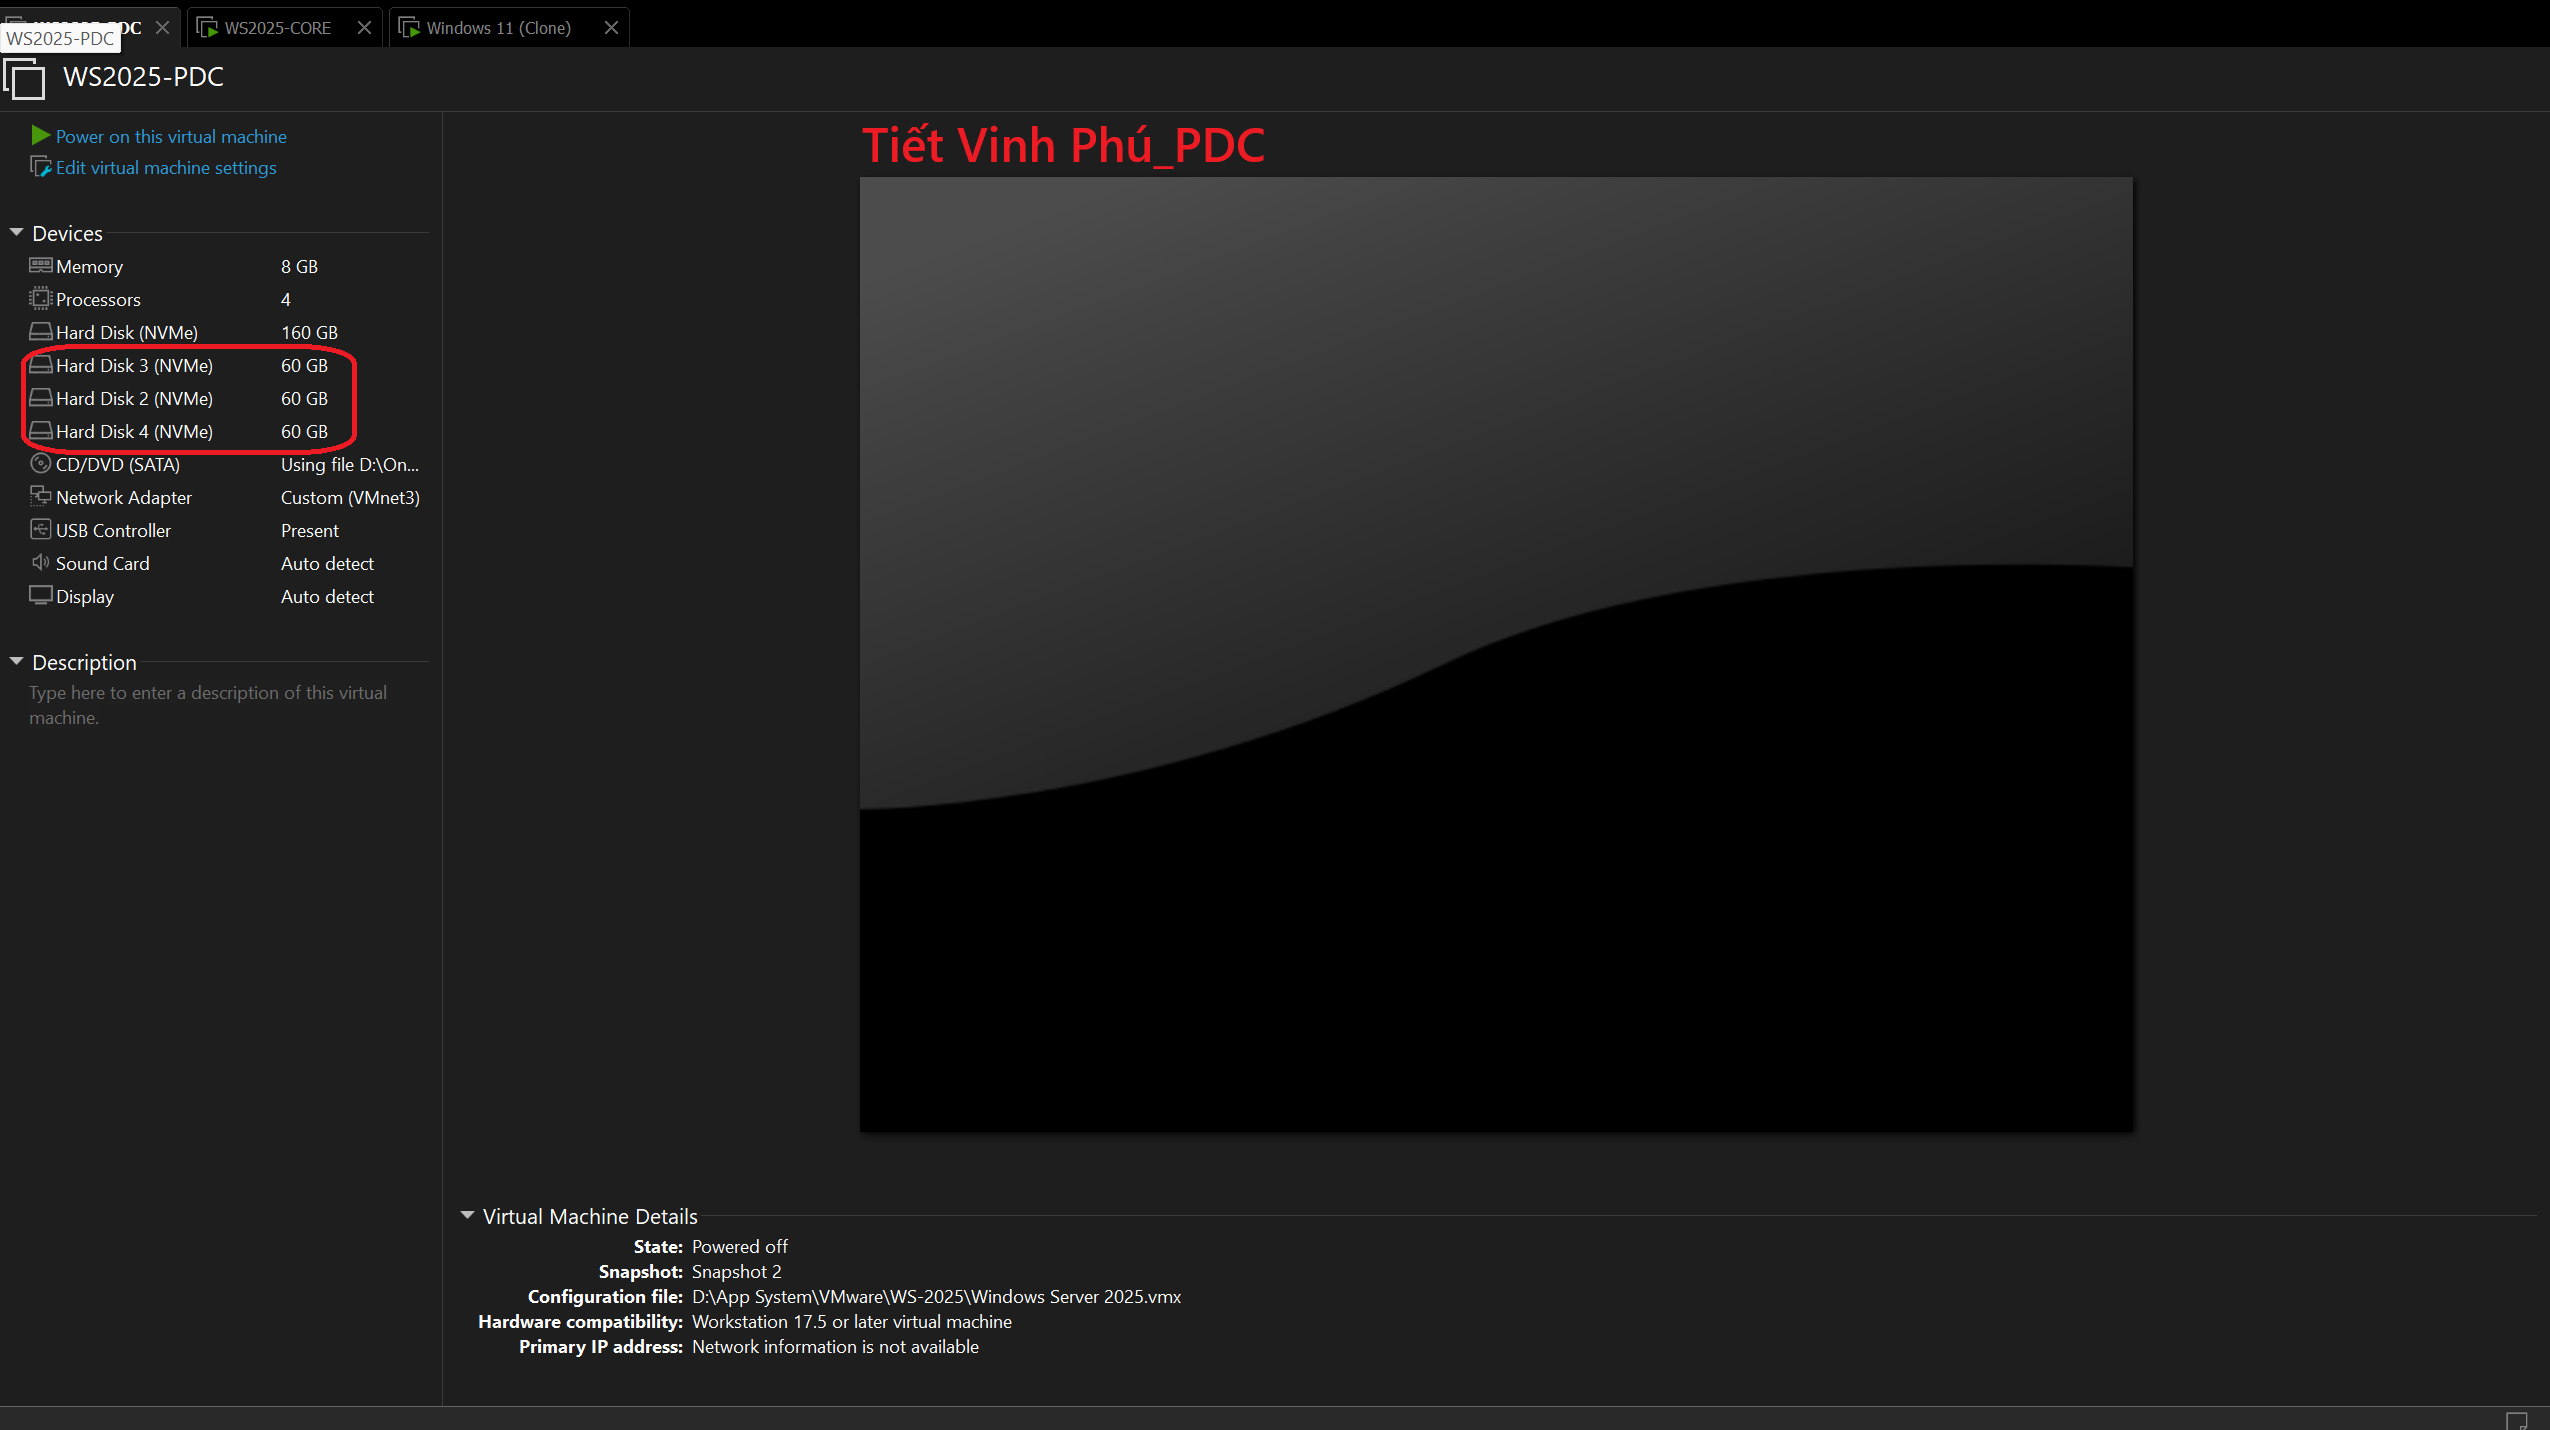 DC
WS2025-CORE
Windows 11 (Clone)
WS2025-PDC
WS2025-PDC
Power on this virtual machine
Edit virtual machine settings
Tiết Vinh Phú_PDC
Devices
Memory 8 GB
Processors 4
Hard Disk (NVMe) 160 GB
Hard Disk 3 (NVMe) 60 GB
Hard Disk 2 (NVMe) 60 GB
Hard Disk 4 (NVMe) 60 GB
CD/DVD (SATA) Using file D:\On...
Network Adapter Custom (VMnet3)
USB Controller Present
Sound Card Auto detect
Display Auto detect
Description
Type here to enter a description of this virtual
machine.
Virtual Machine Details
State: Powered off
Snapshot: Snapshot 2
Configuration file: D:\App System\VMware\WS-2025\Windows Server 2025.vmx
Hardware compatibility: Workstation 17.5 or later virtual machine
Primary IP address: Network information is not available